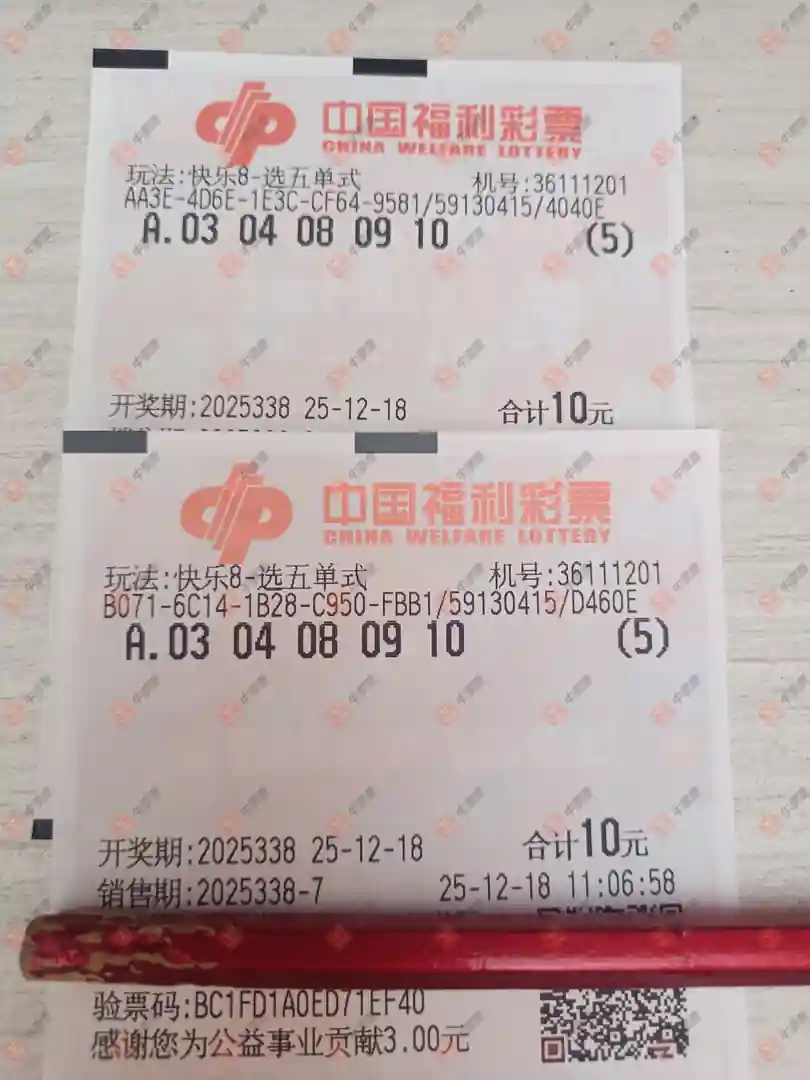 中国福利彩票
CHINA WELFARE LOTTERY
玩法:快乐8-选五单式 机号:36111201
AA3E-4D6E-1E3C-CF64-9581/59130415/4040E
A.03 04 08 09 10 (5)
开奖期:2025338 25-12-18 合计10元
中国福利彩票
CHINA WELFARE LOTTERY
玩法:快乐8-选五单式 机号:36111201
B071-6C14-1B28-C950-FBB1/59130415/D460E
A.03 04 08 09 10 (5)
开奖期:2025338 25-12-18 合计10元
销售期:2025338-7 25-12-18 11:06:58
验票码:BC1FD1A0ED71EF40
感谢您为公益事业贡献3.00元